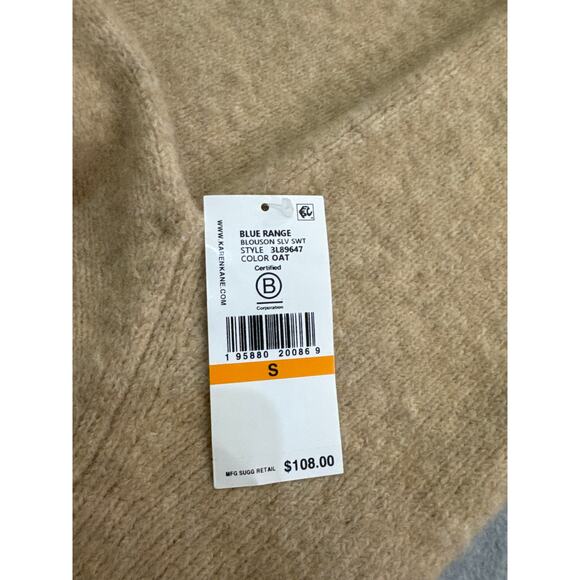 BLUE RANGE
BLOUSON SLV SWT
STYLE 3L89647
COLOR OAT
Certified
B
Corporation
1 95880 20086 9
S
MFG SUGG RETAIL $108.00
WWW.KARENKANE.COM